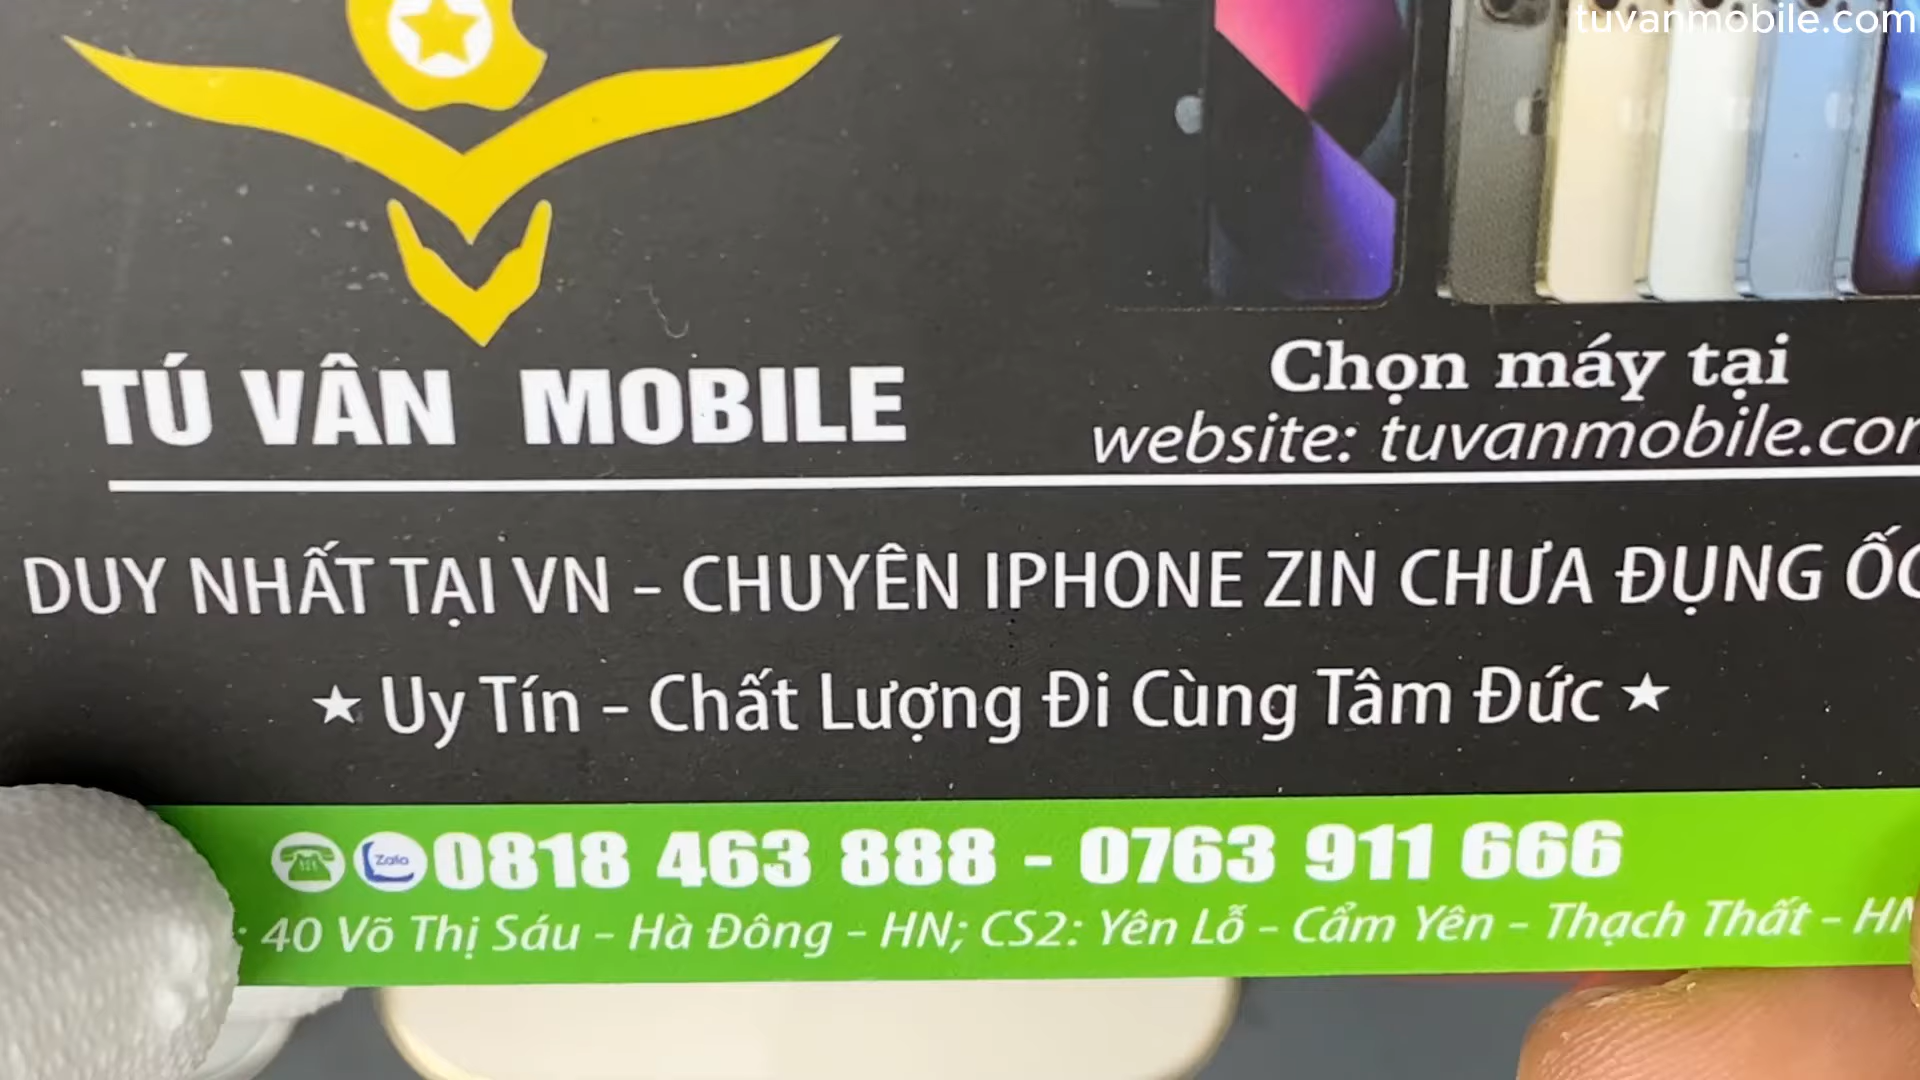 tuvanmobile.com
TÚ VÂN MOBILE
Chọn máy tại
website: tuvanmobile.com
DUY NHẤT TẠI VN - CHUYÊN IPHONE ZIN CHƯA ĐỤNG ỐC
★ Uy Tín - Chất Lượng Đi Cùng Tâm Đức ★
Zalo 0818 463 888 - 0763 911 666
: 40 Võ Thị Sáu - Hà Đông - HN; CS2: Yên Lỗ - Cẩm Yên - Thạch Thất - HN